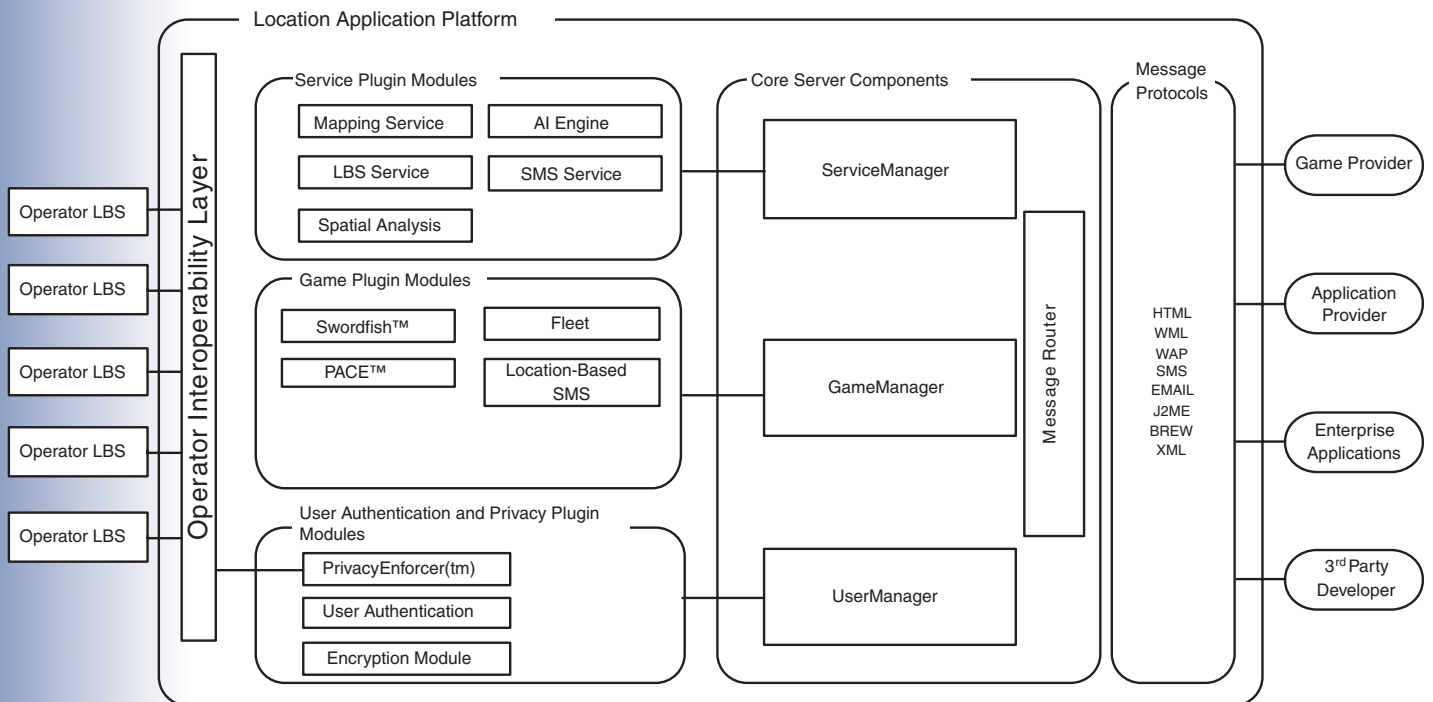 Location Application Platform
Operator LBS
Operator LBS
Operator LBS
Operator LBS
Operator LBS
Operator Interoperability Layer
Service Plugin Modules
Mapping Service
AI Engine
LBS Service
SMS Service
Spatial Analysis
Game Plugin Modules
Swordfish™
Fleet
PACE™
Location-Based
SMS
User Authentication and Privacy Plugin
Modules
PrivacyEnforcer(tm)
User Authentication
Encryption Module
Core Server Components
ServiceManager
GameManager
UserManager
Message Router
Message
Protocols
HTML
WML
WAP
SMS
EMAIL
J2ME
BREW
XML
Game Provider
Application
Provider
Enterprise
Applications
3rd Party
Developer